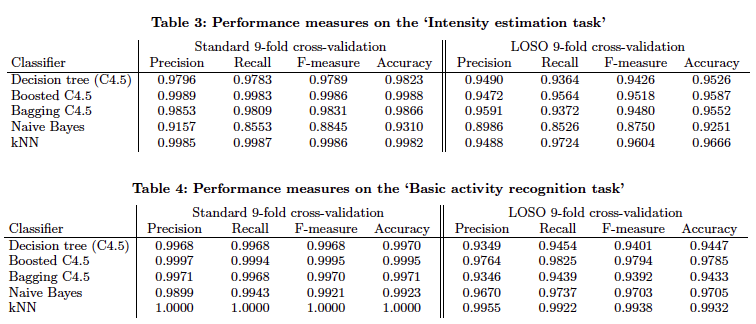 Table 3: Performance measures on the ‘Intensity estimation task’
Standard 9-fold cross-validation LOSO 9-fold cross-validation
Classifier Precision Recall F-measure Accuracy Precision Recall F-measure Accuracy
Decision tree (C4.5) 0.9796 0.9783 0.9789 0.9823 0.9490 0.9364 0.9426 0.9526
Boosted C4.5 0.9989 0.9983 0.9986 0.9988 0.9472 0.9564 0.9518 0.9587
Bagging C4.5 0.9853 0.9809 0.9831 0.9866 0.9591 0.9372 0.9480 0.9552
Naive Bayes 0.9157 0.8553 0.8845 0.9310 0.8986 0.8526 0.8750 0.9251
kNN 0.9985 0.9987 0.9986 0.9982 0.9488 0.9724 0.9604 0.9666
Table 4: Performance measures on the ‘Basic activity recognition task’
Standard 9-fold cross-validation LOSO 9-fold cross-validation
Classifier Precision Recall F-measure Accuracy Precision Recall F-measure Accuracy
Decision tree (C4.5) 0.9968 0.9968 0.9968 0.9970 0.9349 0.9454 0.9401 0.9447
Boosted C4.5 0.9997 0.9994 0.9995 0.9995 0.9764 0.9825 0.9794 0.9785
Bagging C4.5 0.9971 0.9968 0.9970 0.9971 0.9346 0.9439 0.9392 0.9433
Naive Bayes 0.9899 0.9943 0.9921 0.9923 0.9670 0.9737 0.9703 0.9705
kNN 1.0000 1.0000 1.0000 1.0000 0.9955 0.9922 0.9938 0.9932